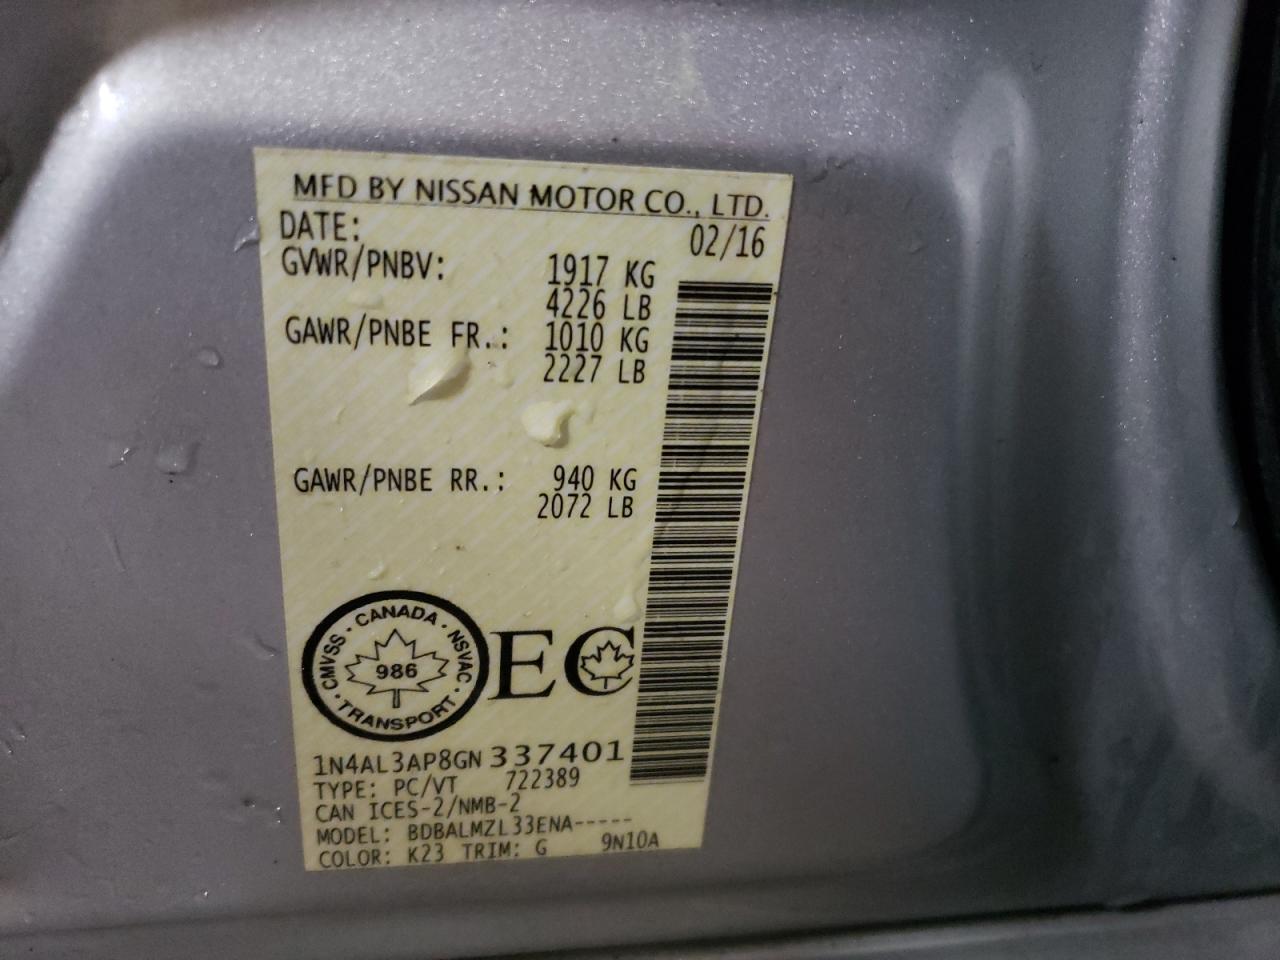 MFD BY NISSAN MOTOR CO., LTD.
DATE: 02/16
GVWR/PNBV: 1917 KG
4226 LB
GAWR/PNBE FR.: 1010 KG
2227 LB
GAWR/PNBE RR.: 940 KG
2072 LB
CMVSS · CANADA · NSVAC · TRANSPORT ·
986
EC
1N4AL3AP8GN 337401
TYPE: PC/VT 722389
CAN ICES-2/NMB-2
MODEL: BDBALMZL33ENA-----
COLOR: K23 TRIM: G 9N10A